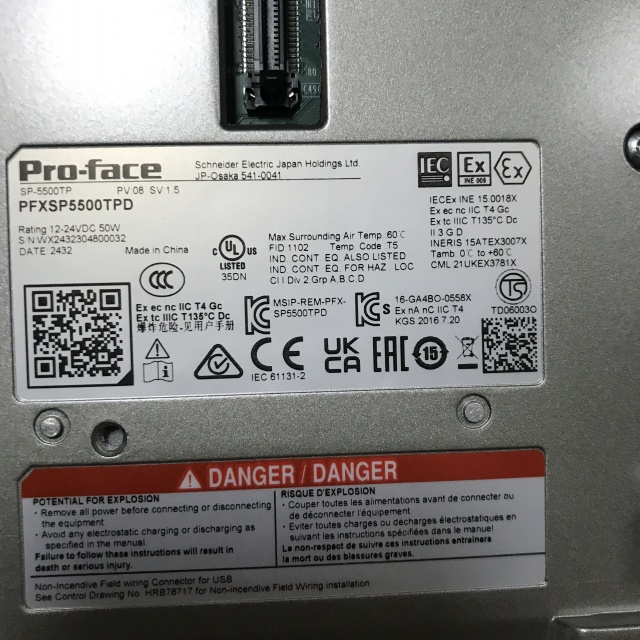 Pro-face
Schneider Electric Japan Holdings Ltd.
JP-Osaka 541-0041
SP-5500TP PV:08 SV:1.5
PFXSP5500TPD
Rating 12-24VDC 50W
S/N WX2432304800032
DATE 2432 Made in China
Ex ec nc IIC T4 Gc
Ex tc IIIC T135°C Dc
爆炸危险-见用户手册
c UL US
LISTED
35DN
Max Surrounding Air Temp. 60℃
FID 1102 Temp. Code T5
IND. CONT. EQ. ALSO LISTED
IND. CONT EQ. FOR HAZ. LOC
Cl I Div 2.Grp A,B,C,D
MSIP-REM-PFX-
SP5500TPD
16-GA4BO-0558X
Ex nA nC IIC T4
KGS 2016.7.20
IEC
Ex
INE 009
Ex
IECEx INE 15.0018X
Ex ec nc IIC T4 Gc
Ex tc IIIC T135°C Dc
II 3 G D
INERIS 15ATEX3007X
Tamb 0℃ to +60℃
CML 21UKEX3781X
TD06003O
CE
IEC 61131-2
UK
CA
EAC
15
DANGER / DANGER
POTENTIAL FOR EXPLOSION
• Remove all power before connecting or disconnecting
the equipment
• Avoid any electrostatic charging or discharging as
specified in the manual.
Failure to follow these instructions will result in
death or serious injury.
RISQUE D'EXPLOSION
• Couper toutes les alimentations avant de connecter ou
de déconnecter l'équipement
• Eviter toutes charges ou decharges électrostatiques en
suivant les instructions spécifiées dans le manuel!
Le non-respect de suivre ces instructions entrainera
la mort ou des blessures graves.
Non-Incendive Field wiring Connector for USB
See Control Drawing No. HRB78717 for Non-incendive Field Wiring installation.